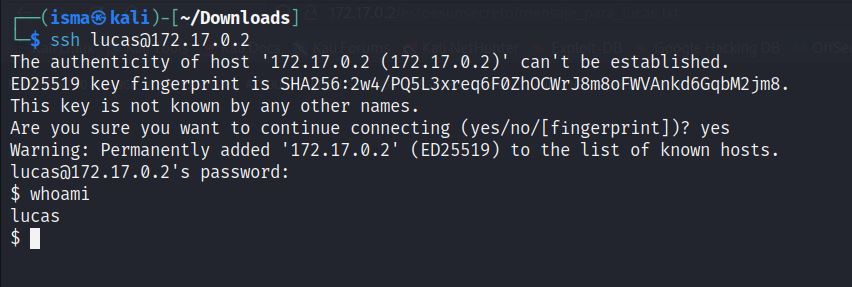 (isma㉿kali)-[~/Downloads]
$ ssh lucas@172.17.0.2
The authenticity of host '172.17.0.2 (172.17.0.2)' can't be established.
ED25519 key fingerprint is SHA256:2w4/PQ5L3xreq6F0ZhOCWrJ8m8oFWVAnkd6GqbM2jm8.
This key is not known by any other names.
Are you sure you want to continue connecting (yes/no/[fingerprint])? yes
Warning: Permanently added '172.17.0.2' (ED25519) to the list of known hosts.
lucas@172.17.0.2's password:
$ whoami
lucas
$